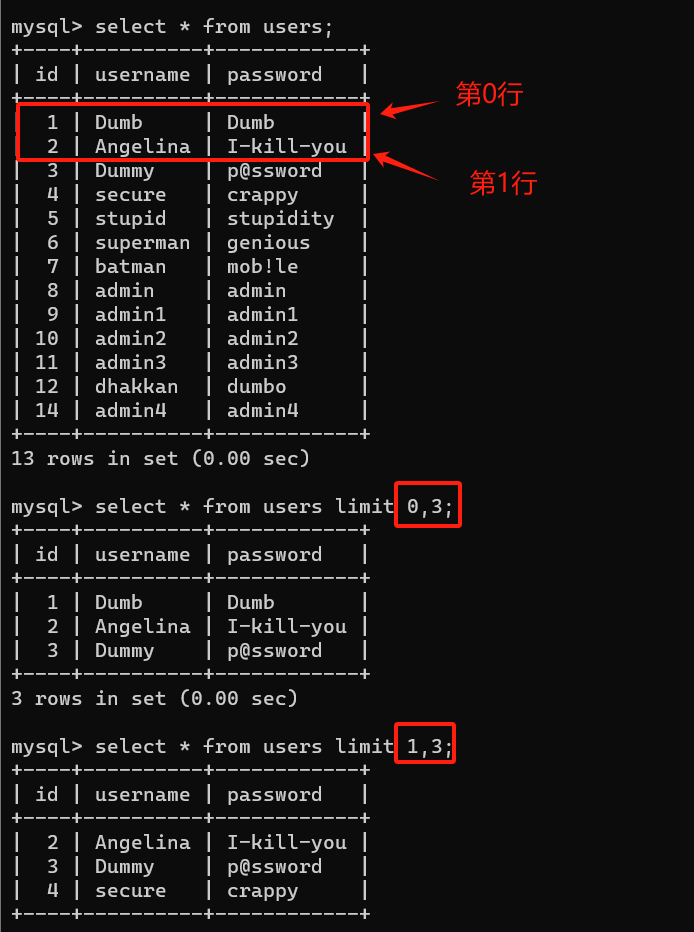 mysql> select * from users;
+----+----------+------------+
| id | username | password   |
+----+----------+------------+
|  1 | Dumb     | Dumb       |
第0行
|  2 | Angelina | I-kill-you |
|  3 | Dummy    | p@ssword   |
第1行
|  4 | secure   | crappy     |
|  5 | stupid   | stupidity  |
|  6 | superman | genious    |
|  7 | batman   | mob!le     |
|  8 | admin    | admin      |
|  9 | admin1   | admin1     |
| 10 | admin2   | admin2     |
| 11 | admin3   | admin3     |
| 12 | dhakkan  | dumbo      |
| 14 | admin4   | admin4     |
+----+----------+------------+
13 rows in set (0.00 sec)
mysql> select * from users limit 0,3;
+----+----------+------------+
| id | username | password   |
+----+----------+------------+
|  1 | Dumb     | Dumb       |
|  2 | Angelina | I-kill-you |
|  3 | Dummy    | p@ssword   |
+----+----------+------------+
3 rows in set (0.00 sec)
mysql> select * from users limit 1,3;
+----+----------+------------+
| id | username | password   |
+----+----------+------------+
|  2 | Angelina | I-kill-you |
|  3 | Dummy    | p@ssword   |
|  4 | secure   | crappy     |
+----+----------+------------+